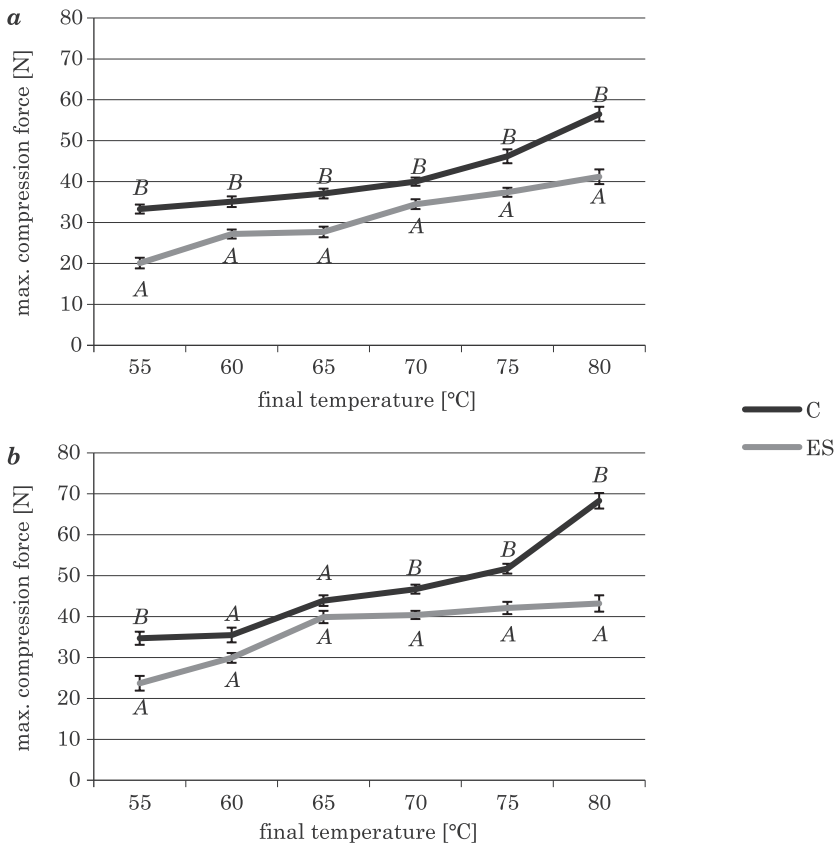 a
max. compression force [N]
80
70
60
50
40
30
20
10
0
B B B B B B
A A A A A A
55 60 65 70 75 80
final temperature [°C]
C
ES
b
max. compression force [N]
80
70
60
50
40
30
20
10
0
B A A B B B
A A A A A A
55 60 65 70 75 80
final temperature [°C]